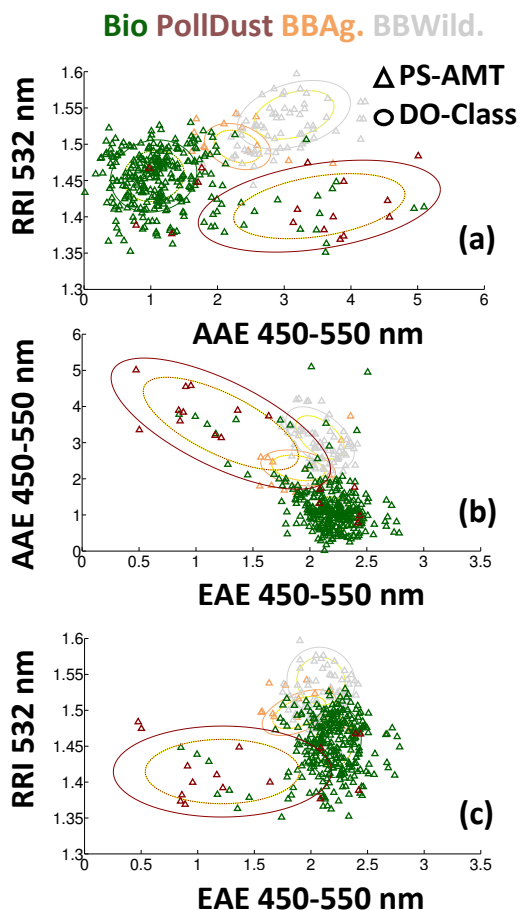 Bio PollDust BBAg. BBWild.
PS-AMT
DO-Class
RRI 532 nm
1.6
1.55
1.5
1.45
1.4
1.35
1.3
(a)
0 1 2 3 4 5 6
AAE 450-550 nm
AAE 450-550 nm
6
5
4
3
2
1
0
(b)
0 0.5 1 1.5 2 2.5 3 3.5
EAE 450-550 nm
RRI 532 nm
1.6
1.55
1.5
1.45
1.4
1.35
1.3
(c)
0 0.5 1 1.5 2 2.5 3 3.5
EAE 450-550 nm